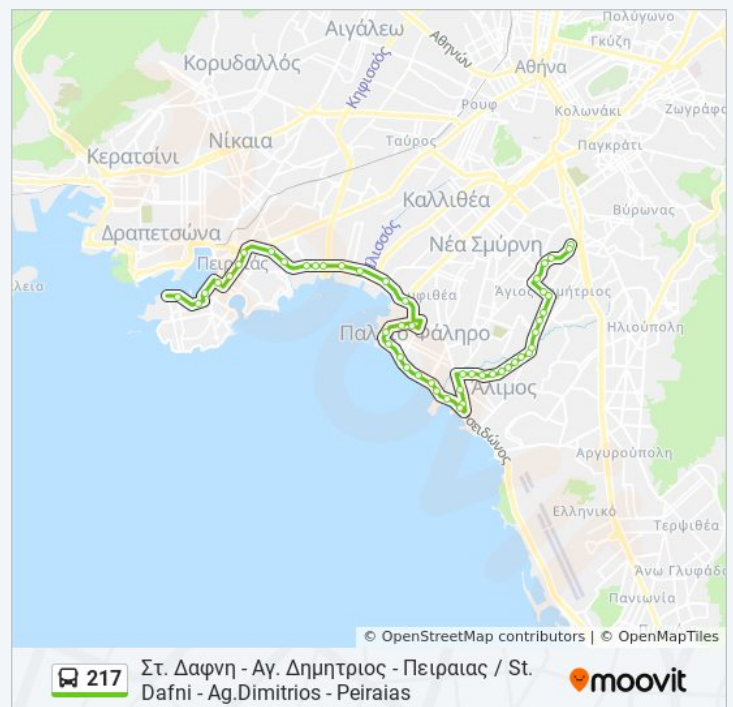 Πολύγωνο
Αιγάλεω
Γκύζη
Αθηνών
Κορυδαλλός
Κηφισσός
Αθήνα
Ρουφ
Κολωνάκι
Ζωγράφο
Νίκαια
Ταύρος
Παγκράτι
Κερατσίνι
Καλλιθέα
Βύρωνας
Δραπετσώνα
Ιλισσός
Νέα Σμύρνη
Πειραιάς
Άγιος Δημήτριος
Ηλιούπολη
Παλαιό Φάληρο
Άλιμος
Αργυρούπολη
Ελληνικό
Τερψιθέα
Άνω Γλυφάδα
Πανιωνία
© OpenStreetMap contributors | © OpenMapTiles
217
Στ. Δαφνη - Αγ. Δημητριος - Πειραιας / St.
Dafni - Ag.Dimitrios - Peiraias
moovit